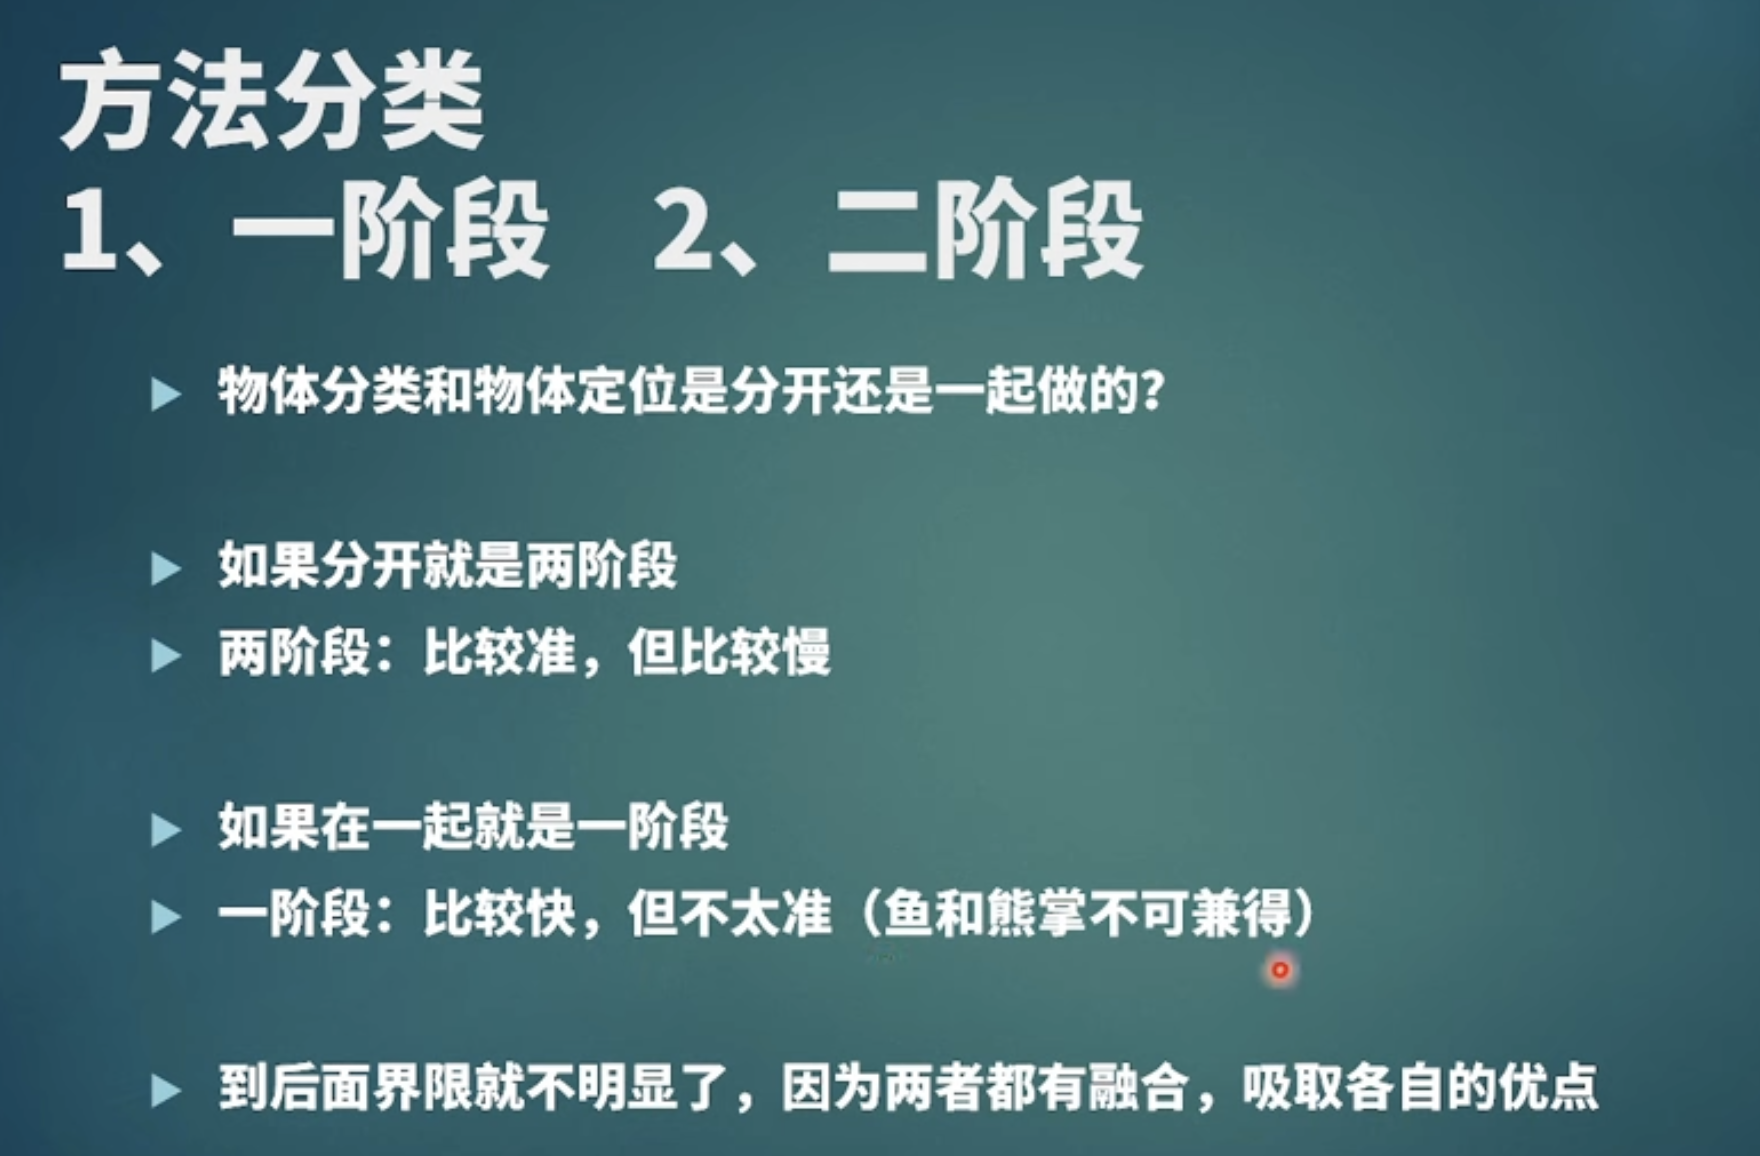 方法分类
1、一阶段 2、二阶段
物体分类和物体定位是分开还是一起做的？
如果分开就是两阶段
两阶段：比较准，但比较慢
如果在一起就是一阶段
一阶段：比较快，但不太准（鱼和熊掌不可兼得）
到后面界限就不明显了，因为两者都有融合，吸取各自的优点